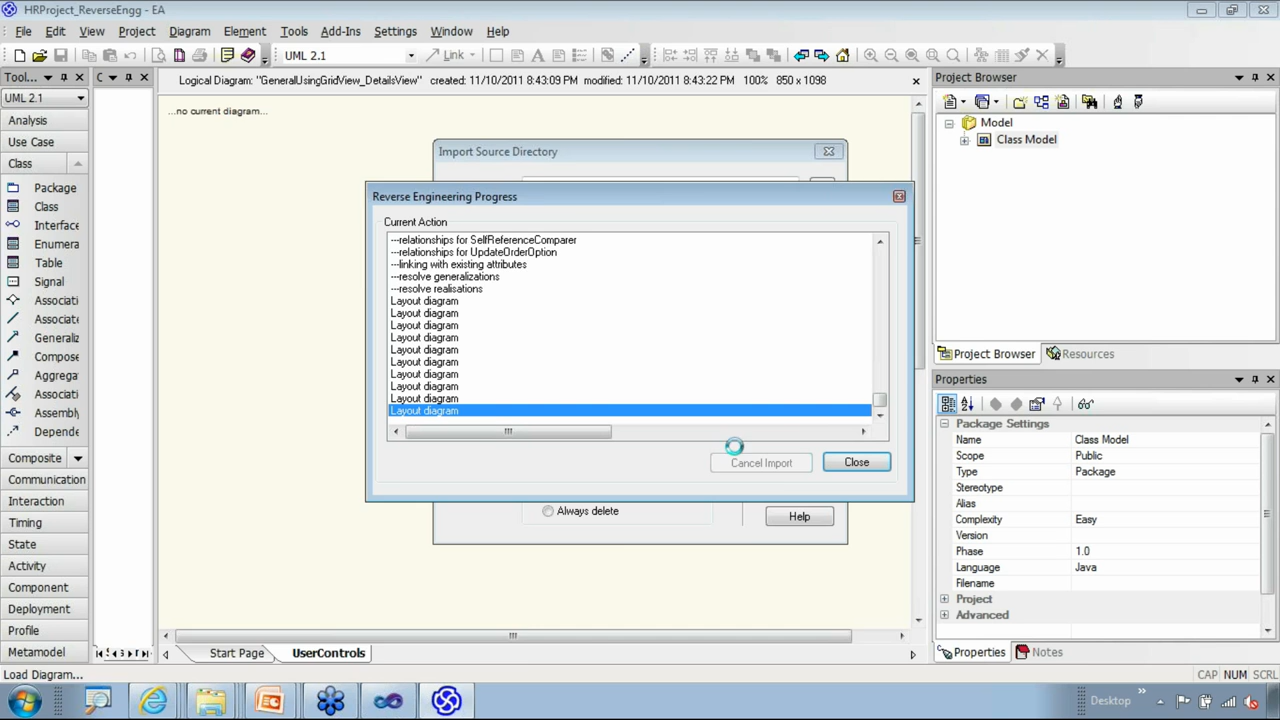 HRProject_ReverseEngg - EA
File Edit View Project Diagram Element Tools Add-Ins Settings Window Help
UML 2.1 Link
Tool... C Logical Diagram: "GeneralUsingGridView_DetailsView" created: 11/10/2011 8:43:09 PM modified: 11/10/2011 8:43:22 PM 100% 850 x 1098
UML 2.1
Analysis
Use Case
Class
Package
Class
Interface
Enumera
Table
Signal
Associati
Associate
Generaliz
Compose
Aggrega
Associati
Assembly
Depende
Composite
Communication
Interaction
Timing
State
Activity
Component
Deployment
Profile
Metamodel
...no current diagram...
Import Source Directory
Reverse Engineering Progress
Current Action
---relationships for SelfReferenceComparer
---relationships for UpdateOrderOption
---linking with existing attributes
---resolve generalizations
---resolve realisations
Layout diagram
Layout diagram
Layout diagram
Layout diagram
Layout diagram
Layout diagram
Layout diagram
Layout diagram
Layout diagram
Layout diagram
Cancel Import Close
Always delete Help
Start Page UserControls
Project Browser
Model
Class Model
Project Browser Resources
Properties
Package Settings
Name Class Model
Scope Public
Type Package
Stereotype
Alias
Complexity Easy
Version
Phase 1.0
Language Java
Filename
Project
Advanced
Properties Notes
Load Diagram... CAP NUM SCRL
Desktop